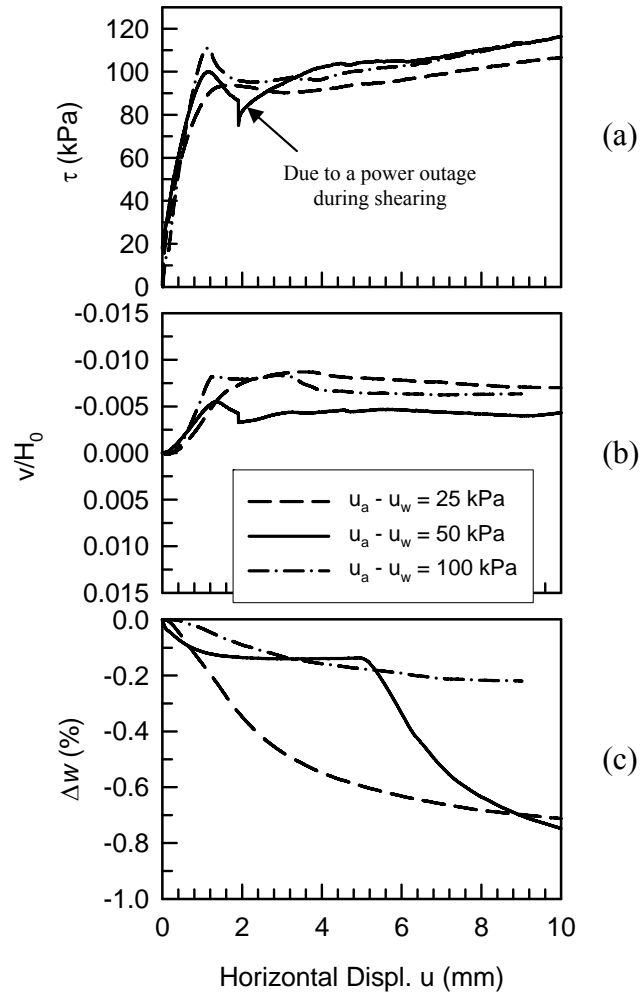 120
100
80
60
40
20
0
τ (kPa)
Due to a power outage
during shearing
(a)
-0.015
-0.010
-0.005
0.000
0.005
0.010
0.015
v/H0
(b)
ua - uw = 25 kPa
ua - uw = 50 kPa
ua - uw = 100 kPa
0.0
-0.2
-0.4
-0.6
-0.8
-1.0
Δw (%)
(c)
0 2 4 6 8 10
Horizontal Displ. u (mm)